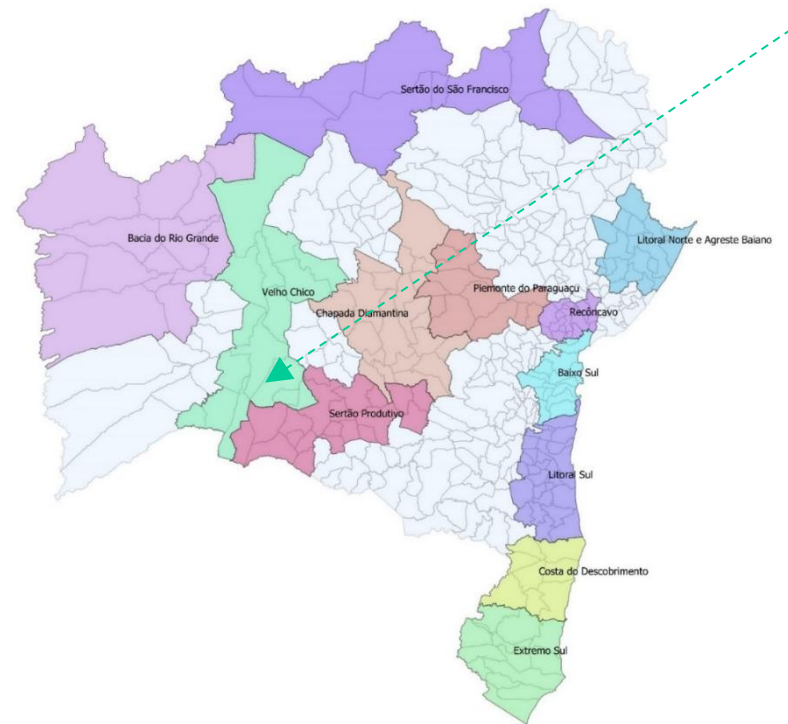 Sertão do São Francisco
Bacia do Rio Grande
Litoral Norte e Agreste Baiano
Velho Chico
Piemonte do Paraguaçu
Chapada Diamantina
Recôncavo
Baixo Sul
Sertão Produtivo
Litoral Sul
Costa do Descobrimento
Extremo Sul